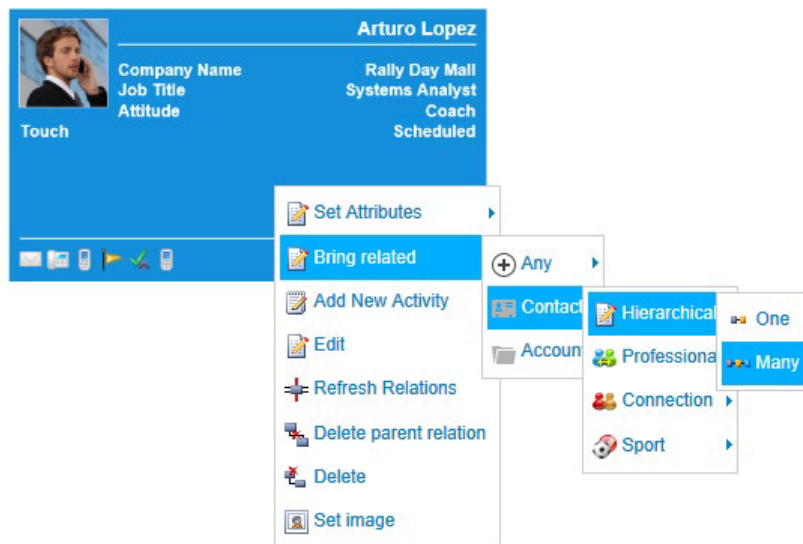 Arturo Lopez
Company Name Rally Day Mall
Job Title Systems Analyst
Attitude Coach
Touch Scheduled
Set Attributes
Bring related
Add New Activity
Edit
Refresh Relations
Delete parent relation
Delete
Set image
Any
Contact
Accoun
Hierarchical
Professiona
Connection
Sport
One
Many